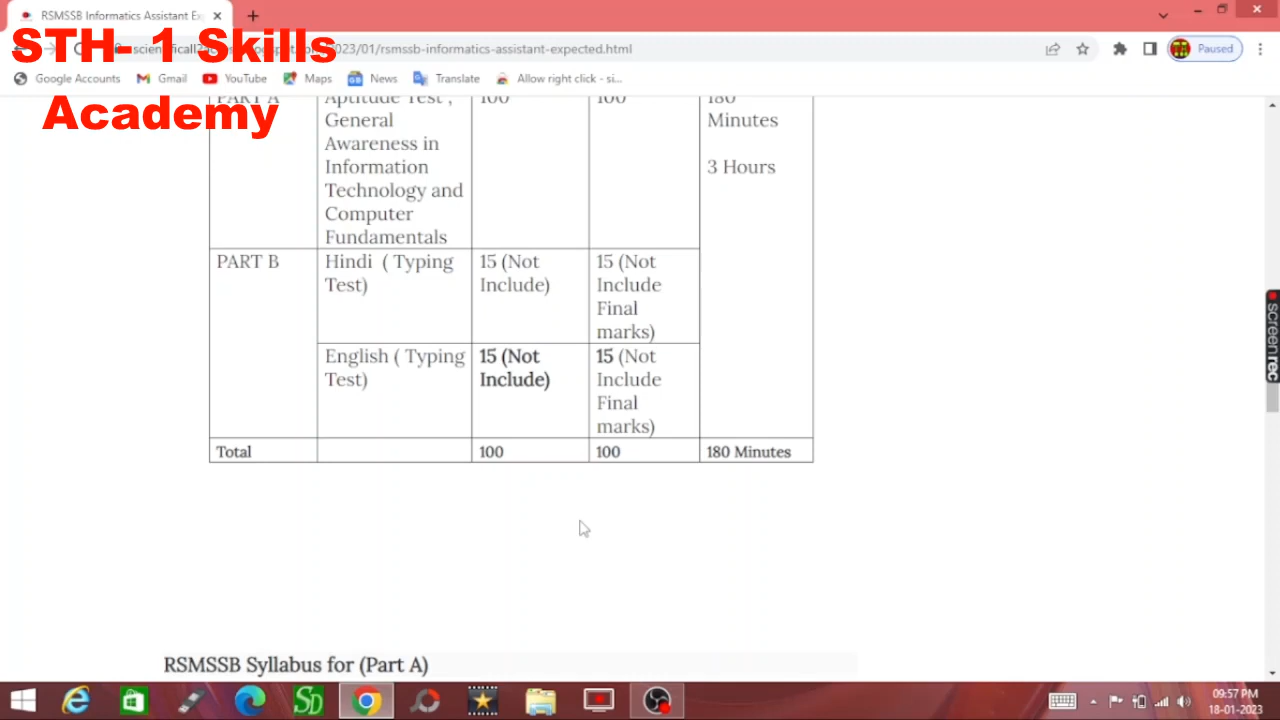 RSMSSB Informatics Assistant Ex
STH- 1 Skills
Academy
2023/01/rsmssb-informatics-assistant-expected.html
Paused
Google Accounts
Gmail
YouTube
Maps
News
Translate
Allow right click - si...
PART A
Aptitude Test ,
General
Awareness in
Information
Technology and
Computer
Fundamentals
100
100
180
Minutes
3 Hours
PART B
Hindi ( Typing
Test)
15 (Not
Include)
15 (Not
Include
Final
marks)
English ( Typing
Test)
15 (Not
Include)
15 (Not
Include
Final
marks)
Total
100
100
180 Minutes
RSMSSB Syllabus for (Part A)
screenrec
09:57 PM
18-01-2023